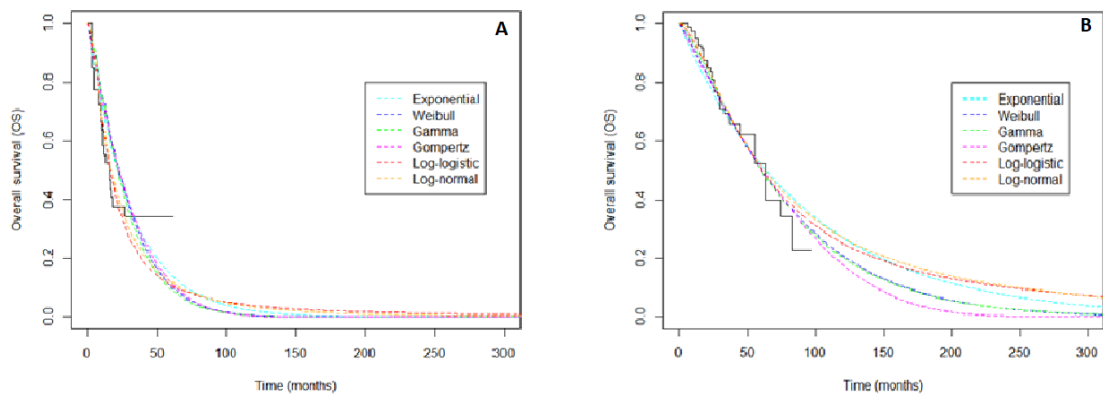 A
Overall survival (OS)
1.0
0.8
0.6
0.4
0.2
0.0
Exponential
Weibull
Gamma
Gompertz
Log-logistic
Log-normal
0 50 100 150 200 250 300
Time (months)
B
Overall survival (OS)
1.0
0.8
0.6
0.4
0.2
0.0
Exponential
Weibull
Gamma
Gompertz
Log-logistic
Log-normal
0 50 100 150 200 250 300
Time (months)